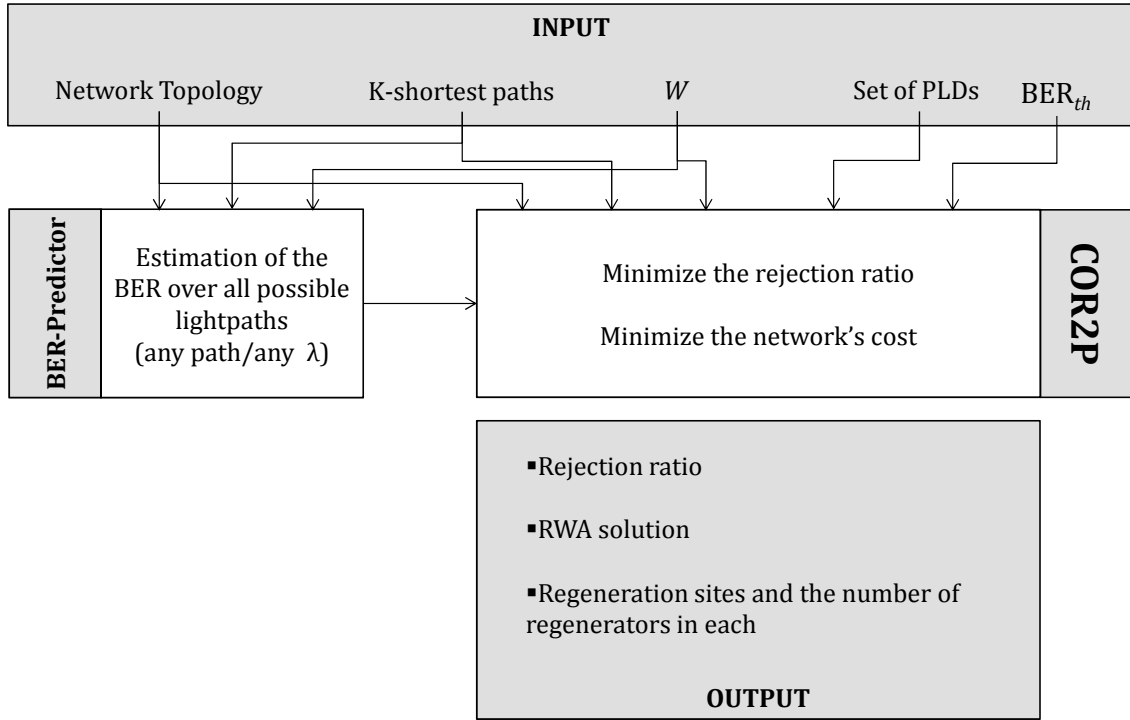 INPUT
Network Topology
K-shortest paths
W
Set of PLDs
BERth
BER-Predictor
Estimation of the
BER over all possible
lightpaths
(any path/any λ)
Minimize the rejection ratio
Minimize the network's cost
COR2P
▪Rejection ratio
▪RWA solution
▪Regeneration sites and the number of
regenerators in each
OUTPUT